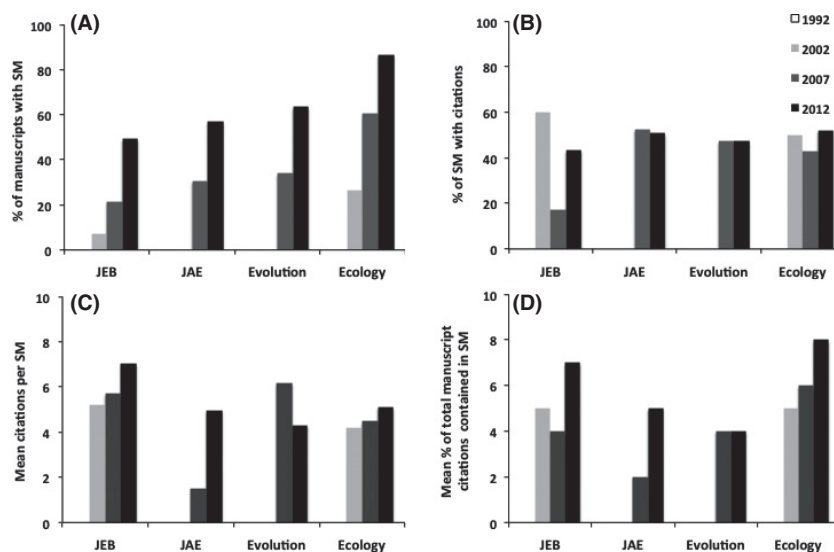 (A)
% of manuscripts with SM
100
80
60
40
20
0
JEB JAE Evolution Ecology
(B)
% of SM with citations
100
80
60
40
20
0
JEB JAE Evolution Ecology
1992
2002
2007
2012
(C)
Mean citations per SM
10
8
6
4
2
0
JEB JAE Evolution Ecology
(D)
Mean % of total manuscript
citations contained in SM
10
8
6
4
2
0
JEB JAE Evolution Ecology